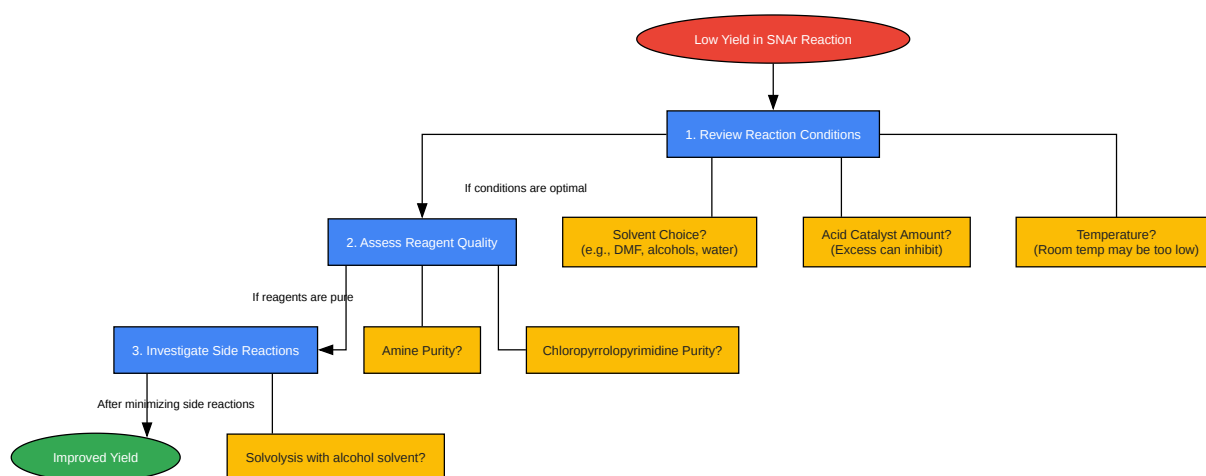 Low Yield in SNAr Reaction
1. Review Reaction Conditions
If conditions are optimal
2. Assess Reagent Quality
Solvent Choice?
(e.g., DMF, alcohols, water)
Acid Catalyst Amount?
(Excess can inhibit)
Temperature?
(Room temp may be too low)
If reagents are pure
3. Investigate Side Reactions
Amine Purity?
Chloropyrrolopyrimidine Purity?
After minimizing side reactions
Improved Yield
Solvolysis with alcohol solvent?